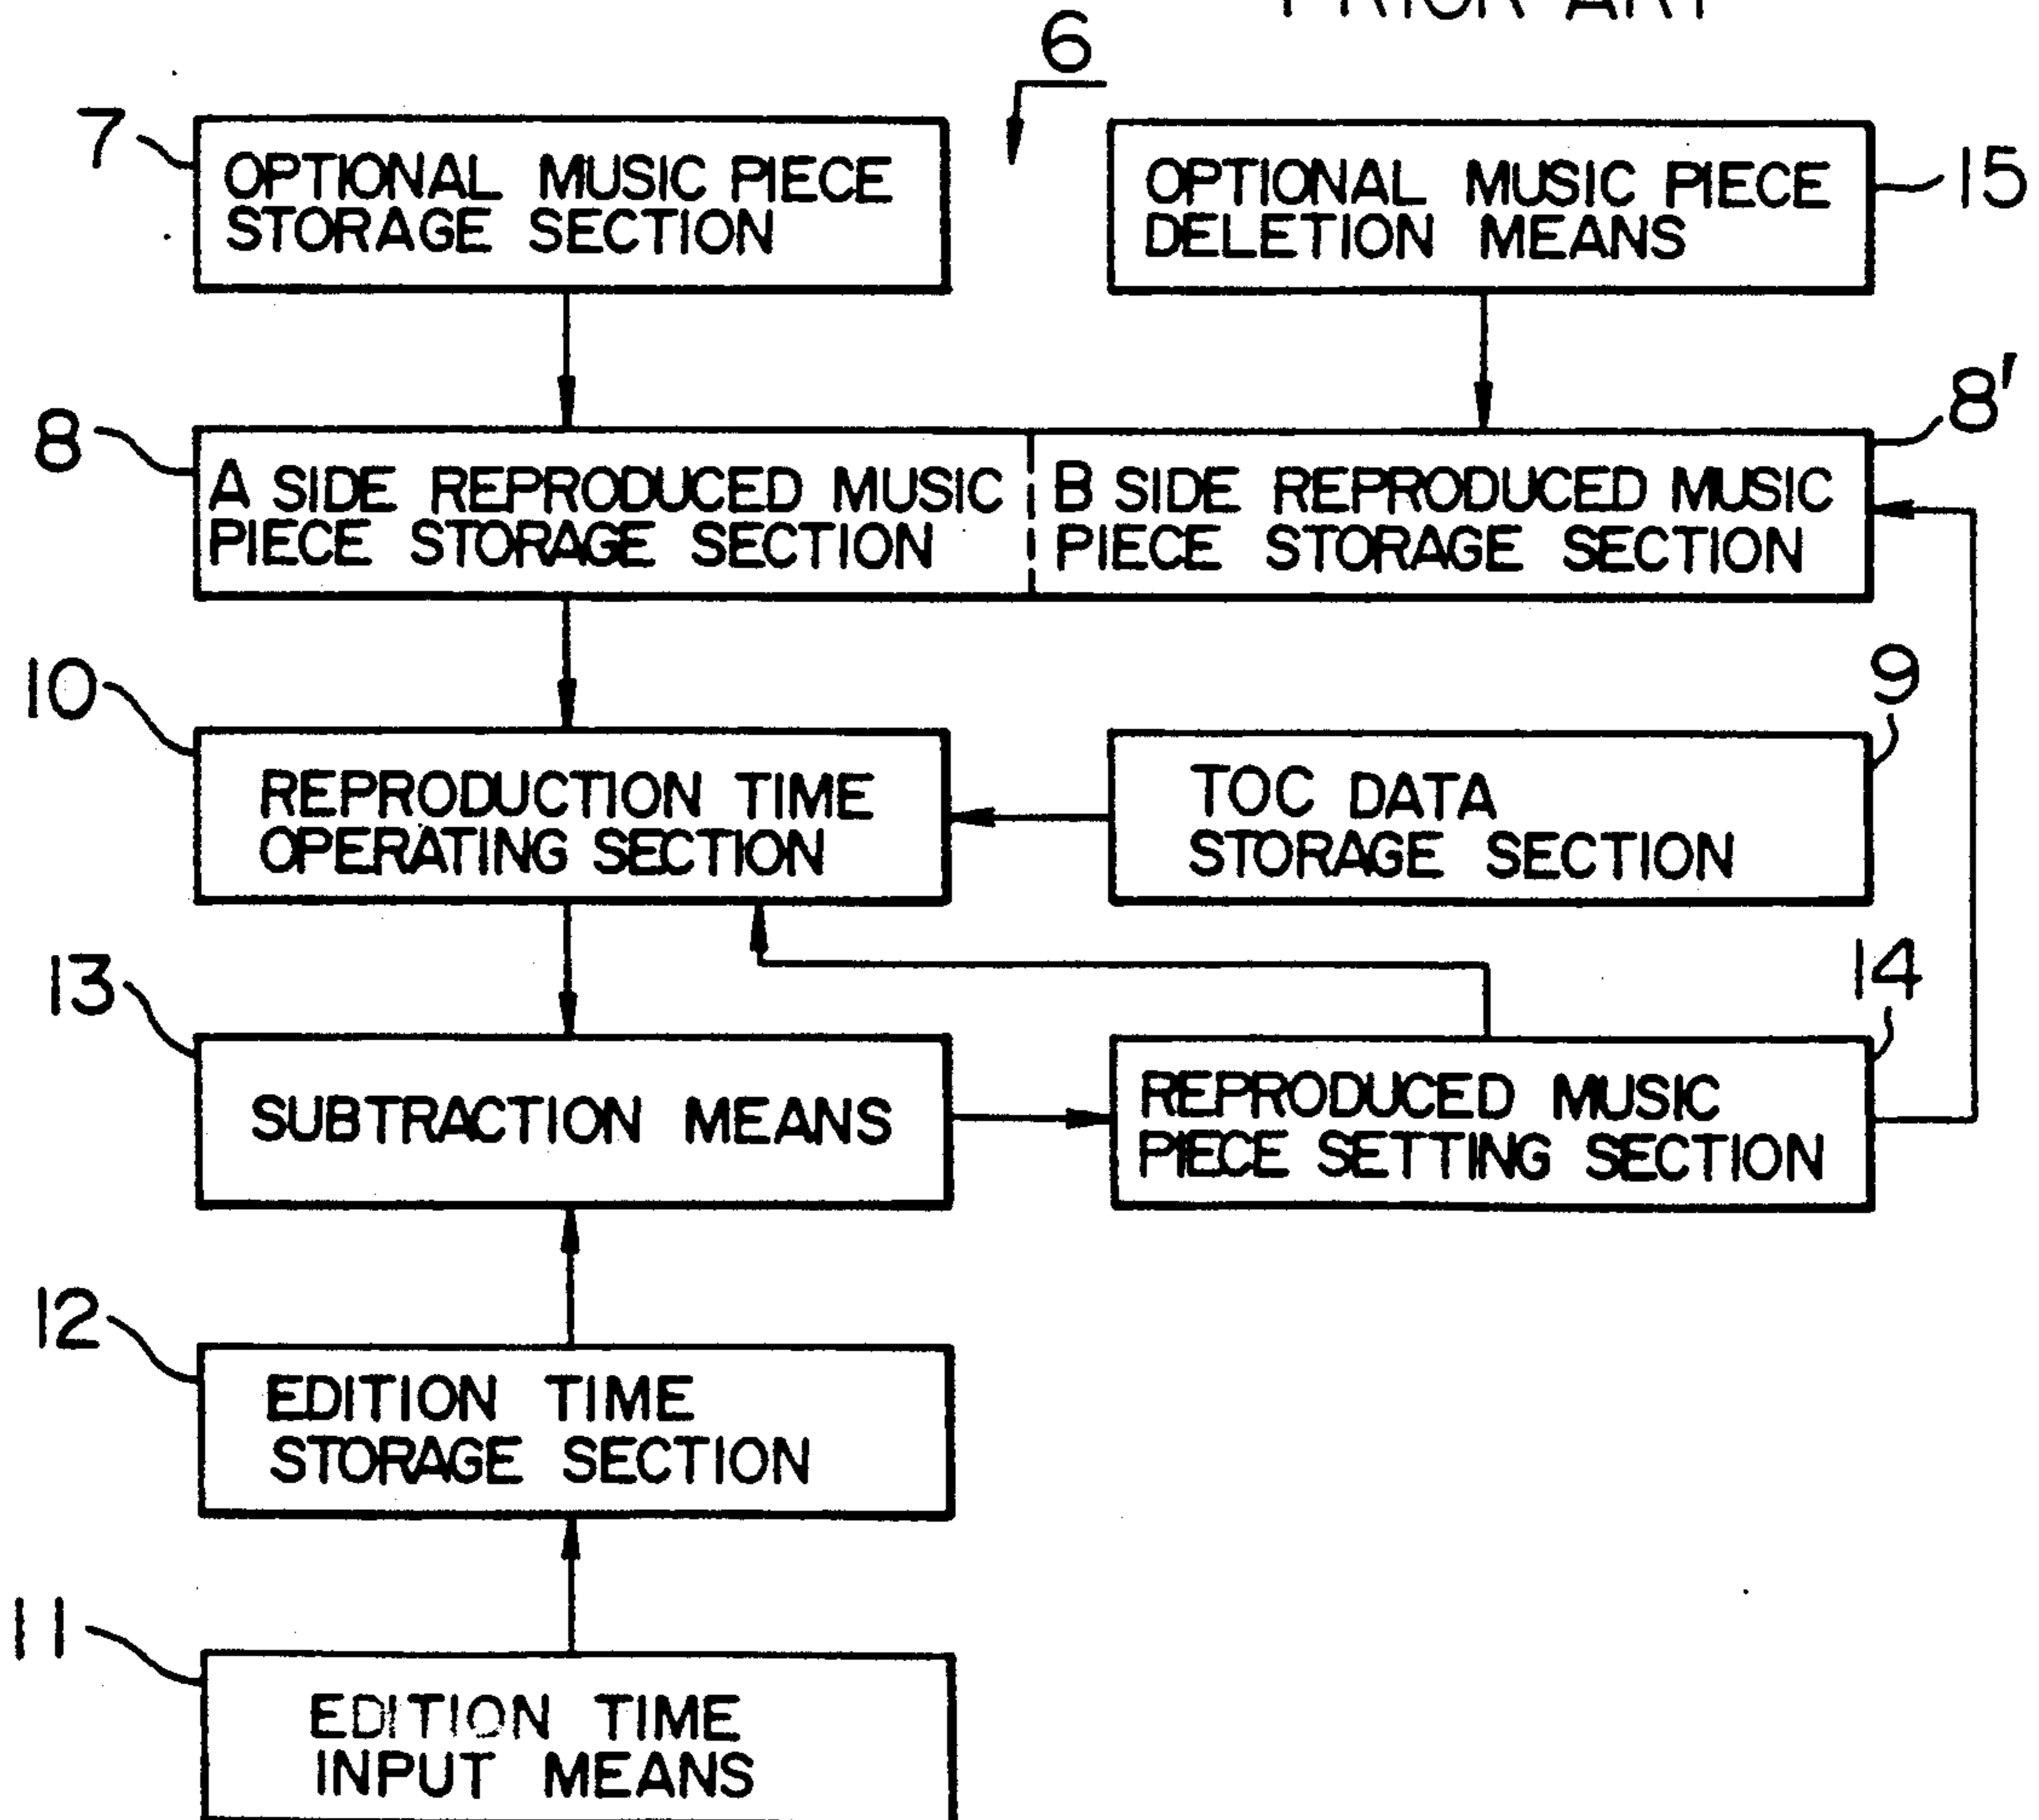 PRIOR ART
6
7
OPTIONAL MUSIC PIECE
STORAGE SECTION
OPTIONAL MUSIC PIECE
DELETION MEANS
15
8
A SIDE REPRODUCED MUSIC
PIECE STORAGE SECTION
B SIDE REPRODUCED MUSIC
PIECE STORAGE SECTION
8'
10
REPRODUCTION TIME
OPERATING SECTION
TOC DATA
STORAGE SECTION
9
13
SUBTRACTION MEANS
REPRODUCED MUSIC
PIECE SETTING SECTION
14
12
EDITION TIME
STORAGE SECTION
11
EDITION TIME
INPUT MEANS